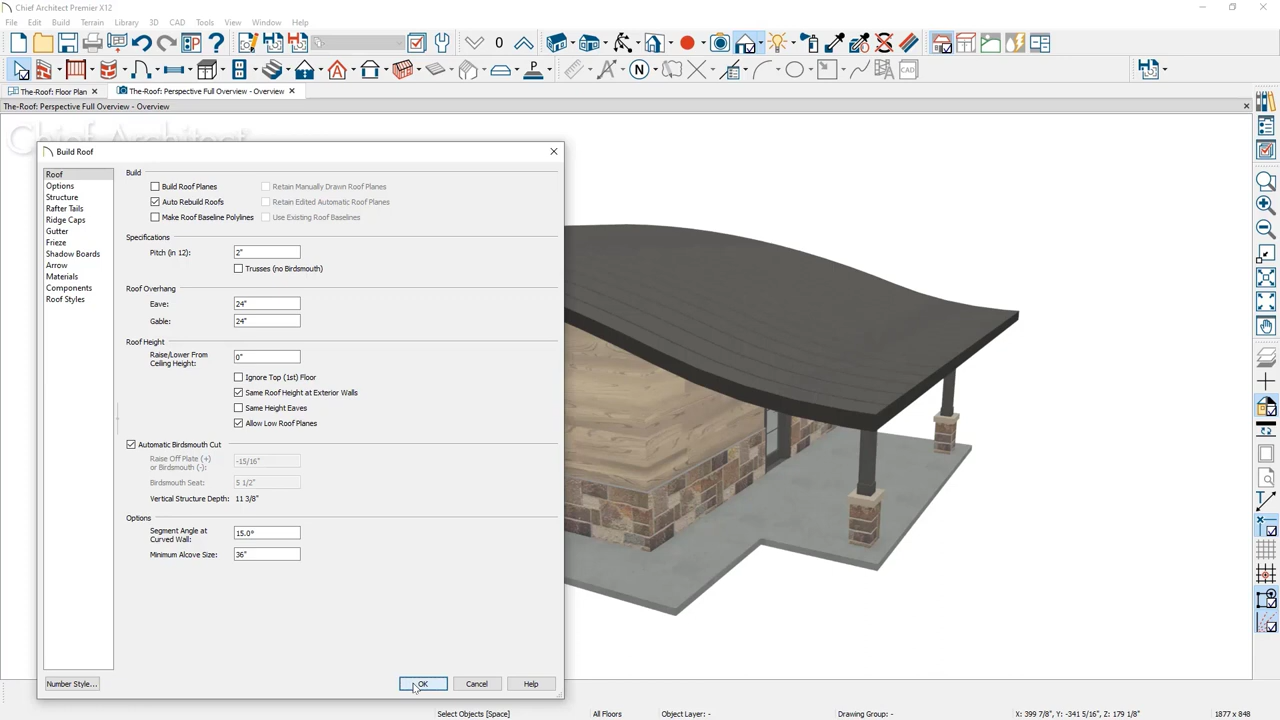 Chief Architect Premier X12
File Edit Build Terrain Library 3D CAD Tools View Window Help
0
N P CAD
The-Roof: Floor Plan The-Roof: Perspective Full Overview - Overview
The-Roof: Perspective Full Overview - Overview
Chief Architect
Build Roof
Roof
Options
Structure
Rafter Tails
Ridge Caps
Gutter
Frieze
Shadow Boards
Arrow
Materials
Components
Roof Styles
Build
Build Roof Planes Retain Manually Drawn Roof Planes
Auto Rebuild Roofs Retain Edited Automatic Roof Planes
Make Roof Baseline Polylines Use Existing Roof Baselines
Specifications
Pitch (in 12): 2"
Trusses (no Birdsmouth)
Roof Overhang
Eave: 24"
Gable: 24"
Roof Height
Raise/Lower From
Ceiling Height: 0"
Ignore Top (1st) Floor
Same Roof Height at Exterior Walls
Same Height Eaves
Allow Low Roof Planes
Automatic Birdsmouth Cut
Raise Off Plate (+)
or Birdsmouth (-): -15/16"
Birdsmouth Seat: 5 1/2"
Vertical Structure Depth: 11 3/8"
Options
Segment Angle at
Curved Wall: 15.0°
Minimum Alcove Size: 36"
Number Style... OK Cancel Help
Select Objects [Space] All Floors Object Layer: - Drawing Group: - X: 399 7/8", Y: -341 5/16", Z: 179 1/8" 1877 x 848